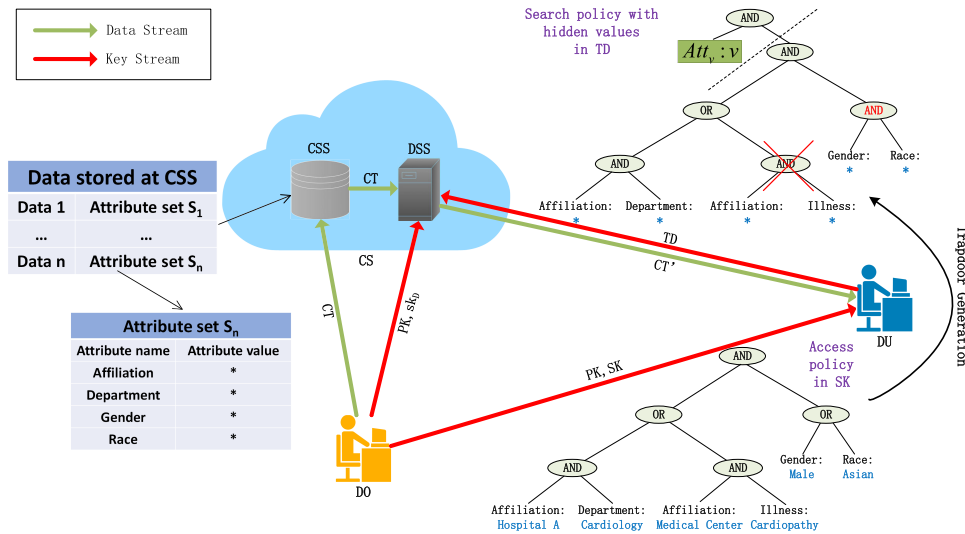 Data Stream
Key Stream
Search policy with
hidden values
in TD
AND
Att_v : v
AND
OR
AND
AND
AND
Gender: Race:
* *
Affiliation: Department: Affiliation: Illness:
* * * *
CSS
DSS
CT
CS
Data stored at CSS
Data 1 Attribute set S1
... ...
Data n Attribute set Sn
Attribute set Sn
Attribute name Attribute value
Affiliation *
Department *
Gender *
Race *
CT
PK, skD
TD
CT'
PK, SK
DO
DU
Trapdoor Generation
Access
policy
in SK
AND
OR
OR
AND
AND
Gender: Race:
Male Asian
Affiliation: Department: Affiliation: Illness:
Hospital A Cardiology Medical Center Cardiopathy